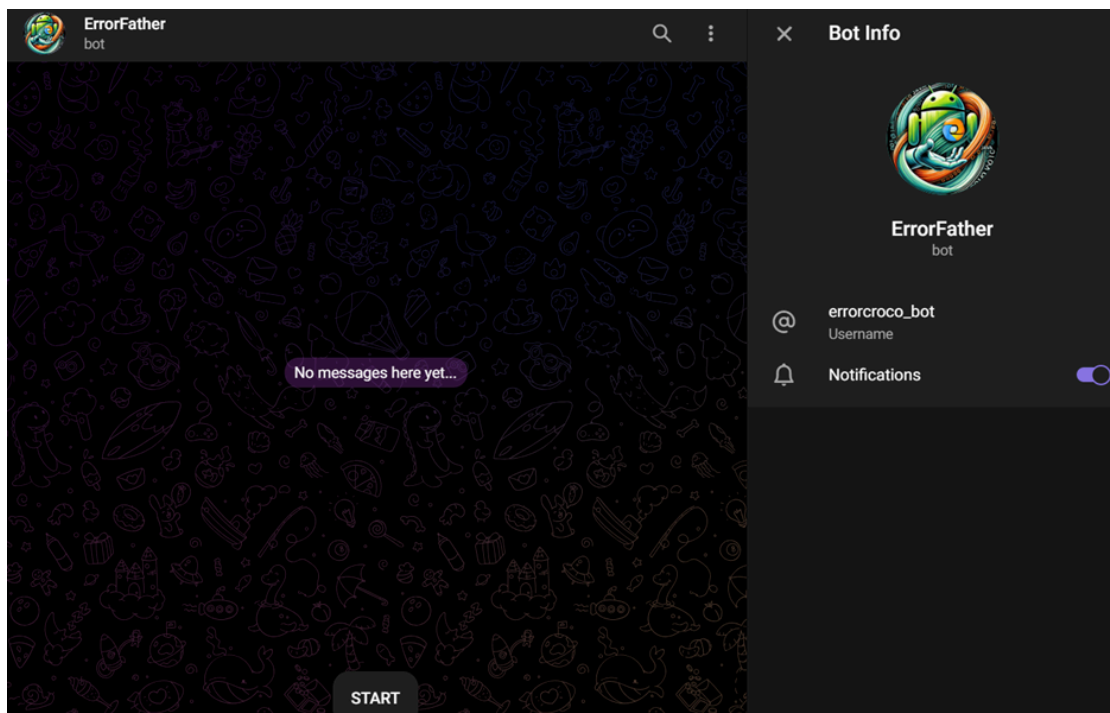 ErrorFather
bot
No messages here yet...
START
Bot Info
ErrorFather
bot
@
errorcroco_bot
Username
Notifications